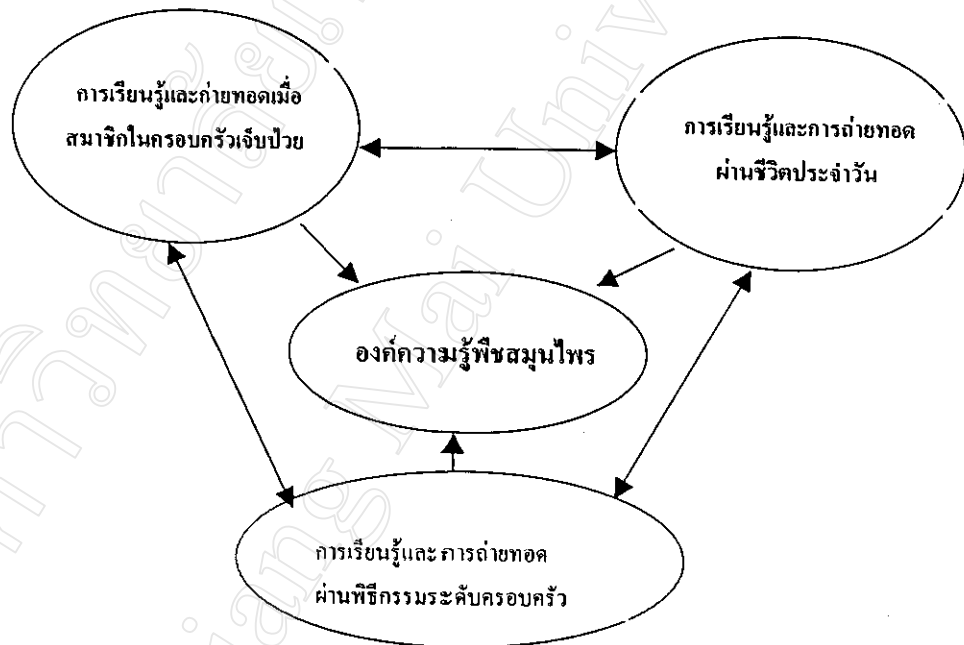 การเรียนรู้และถ่ายทอดเมื่อ
สมาชิกในครอบครัวเจ็บป่วย
การเรียนรู้และการถ่ายทอด
ผ่านชีวิตประจำวัน
องค์ความรู้พืชสมุนไพร
การเรียนรู้และการถ่ายทอด
ผ่านพิธีกรรมระดับครอบครัว